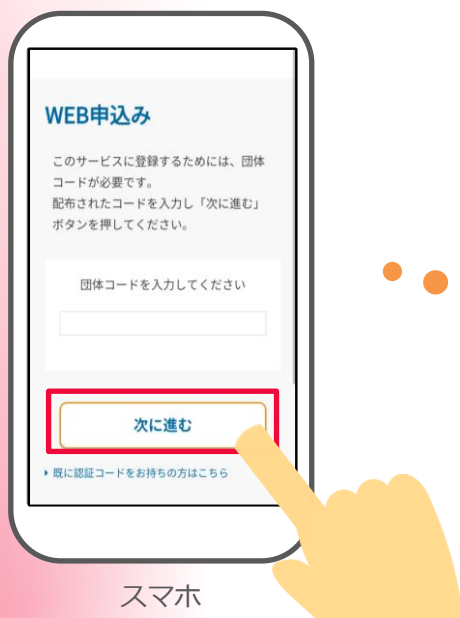 WEB申込み
このサービスに登録するためには、団体
コードが必要です。
配布されたコードを入力し「次に進む」
ボタンを押してください。
団体コードを入力してください
次に進む
既に認証コードをお持ちの方はこちら
スマホ